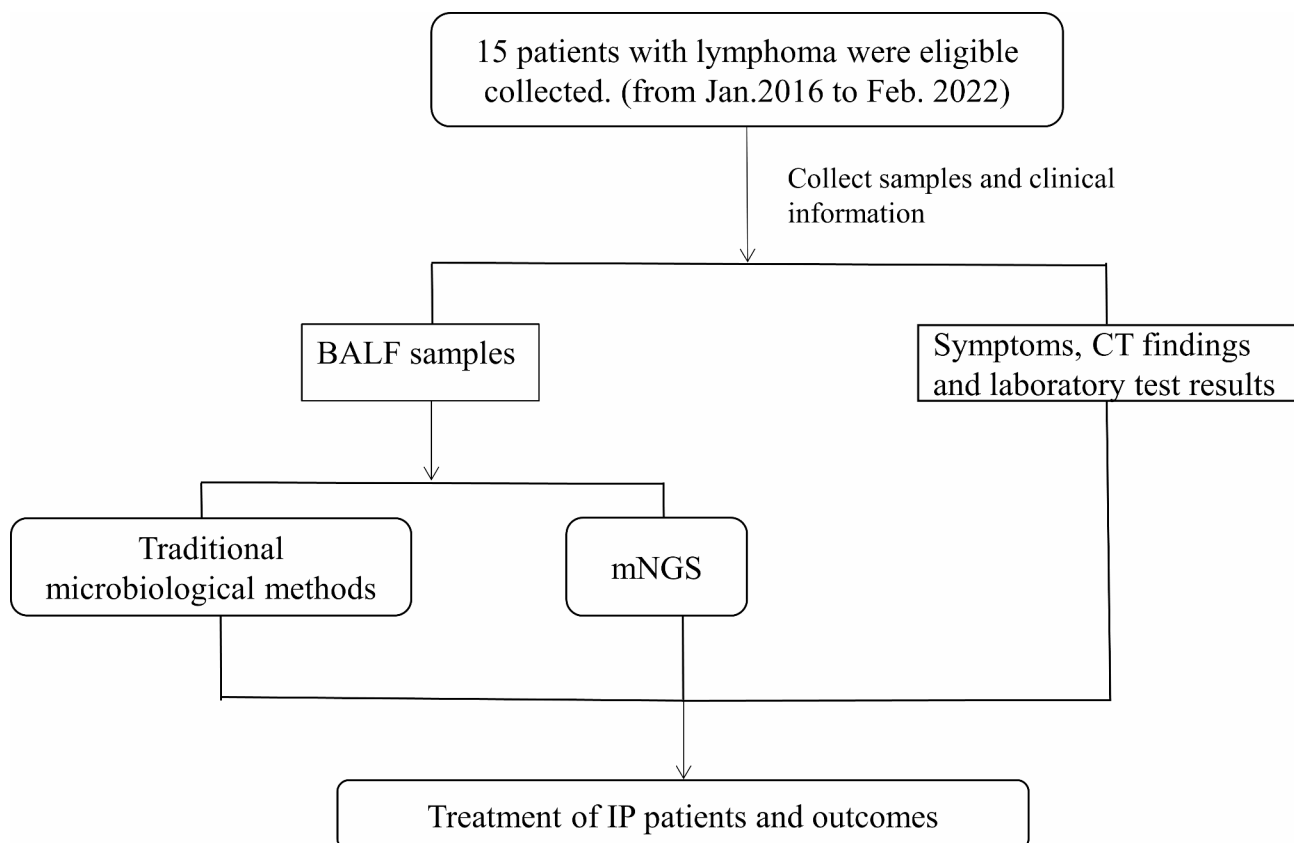 15 patients with lymphoma were eligible
collected. (from Jan.2016 to Feb. 2022)
Collect samples and clinical
information
BALF samples
Symptoms, CT findings
and laboratory test results
Traditional
microbiological methods
mNGS
Treatment of IP patients and outcomes